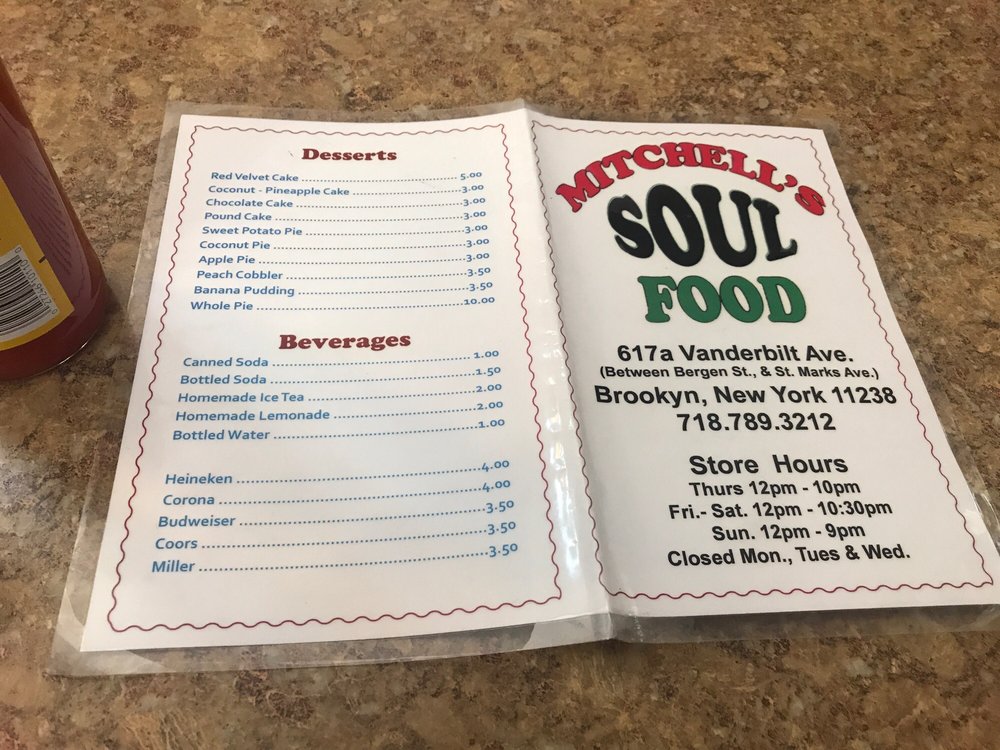 Desserts
Red Velvet Cake ................................................ 5.00
Coconut - Pineapple Cake ................................3.00
Chocolate Cake ..................................................3.00
Pound Cake ........................................................3.00
Sweet Potato Pie ................................................3.00
Coconut Pie ........................................................3.00
Apple Pie ............................................................3.00
Peach Cobbler ....................................................3.50
Banana Pudding .................................................3.50
Whole Pie ..........................................................10.00
Beverages
Canned Soda ......................................................1.00
Bottled Soda ......................................................1.50
Homemade Ice Tea .............................................2.00
Homemade Lemonade .......................................2.00
Bottled Water .....................................................1.00
Heineken ............................................................4.00
Corona ................................................................4.00
Budweiser ..........................................................3.50
Coors ..................................................................3.50
Miller ..................................................................3.50
MITCHELL'S
SOUL
FOOD
617a Vanderbilt Ave.
(Between Bergen St., & St. Marks Ave.)
Brookyn, New York 11238
718.789.3212
Store Hours
Thurs 12pm - 10pm
Fri.- Sat. 12pm - 10:30pm
Sun. 12pm - 9pm
Closed Mon., Tues & Wed.